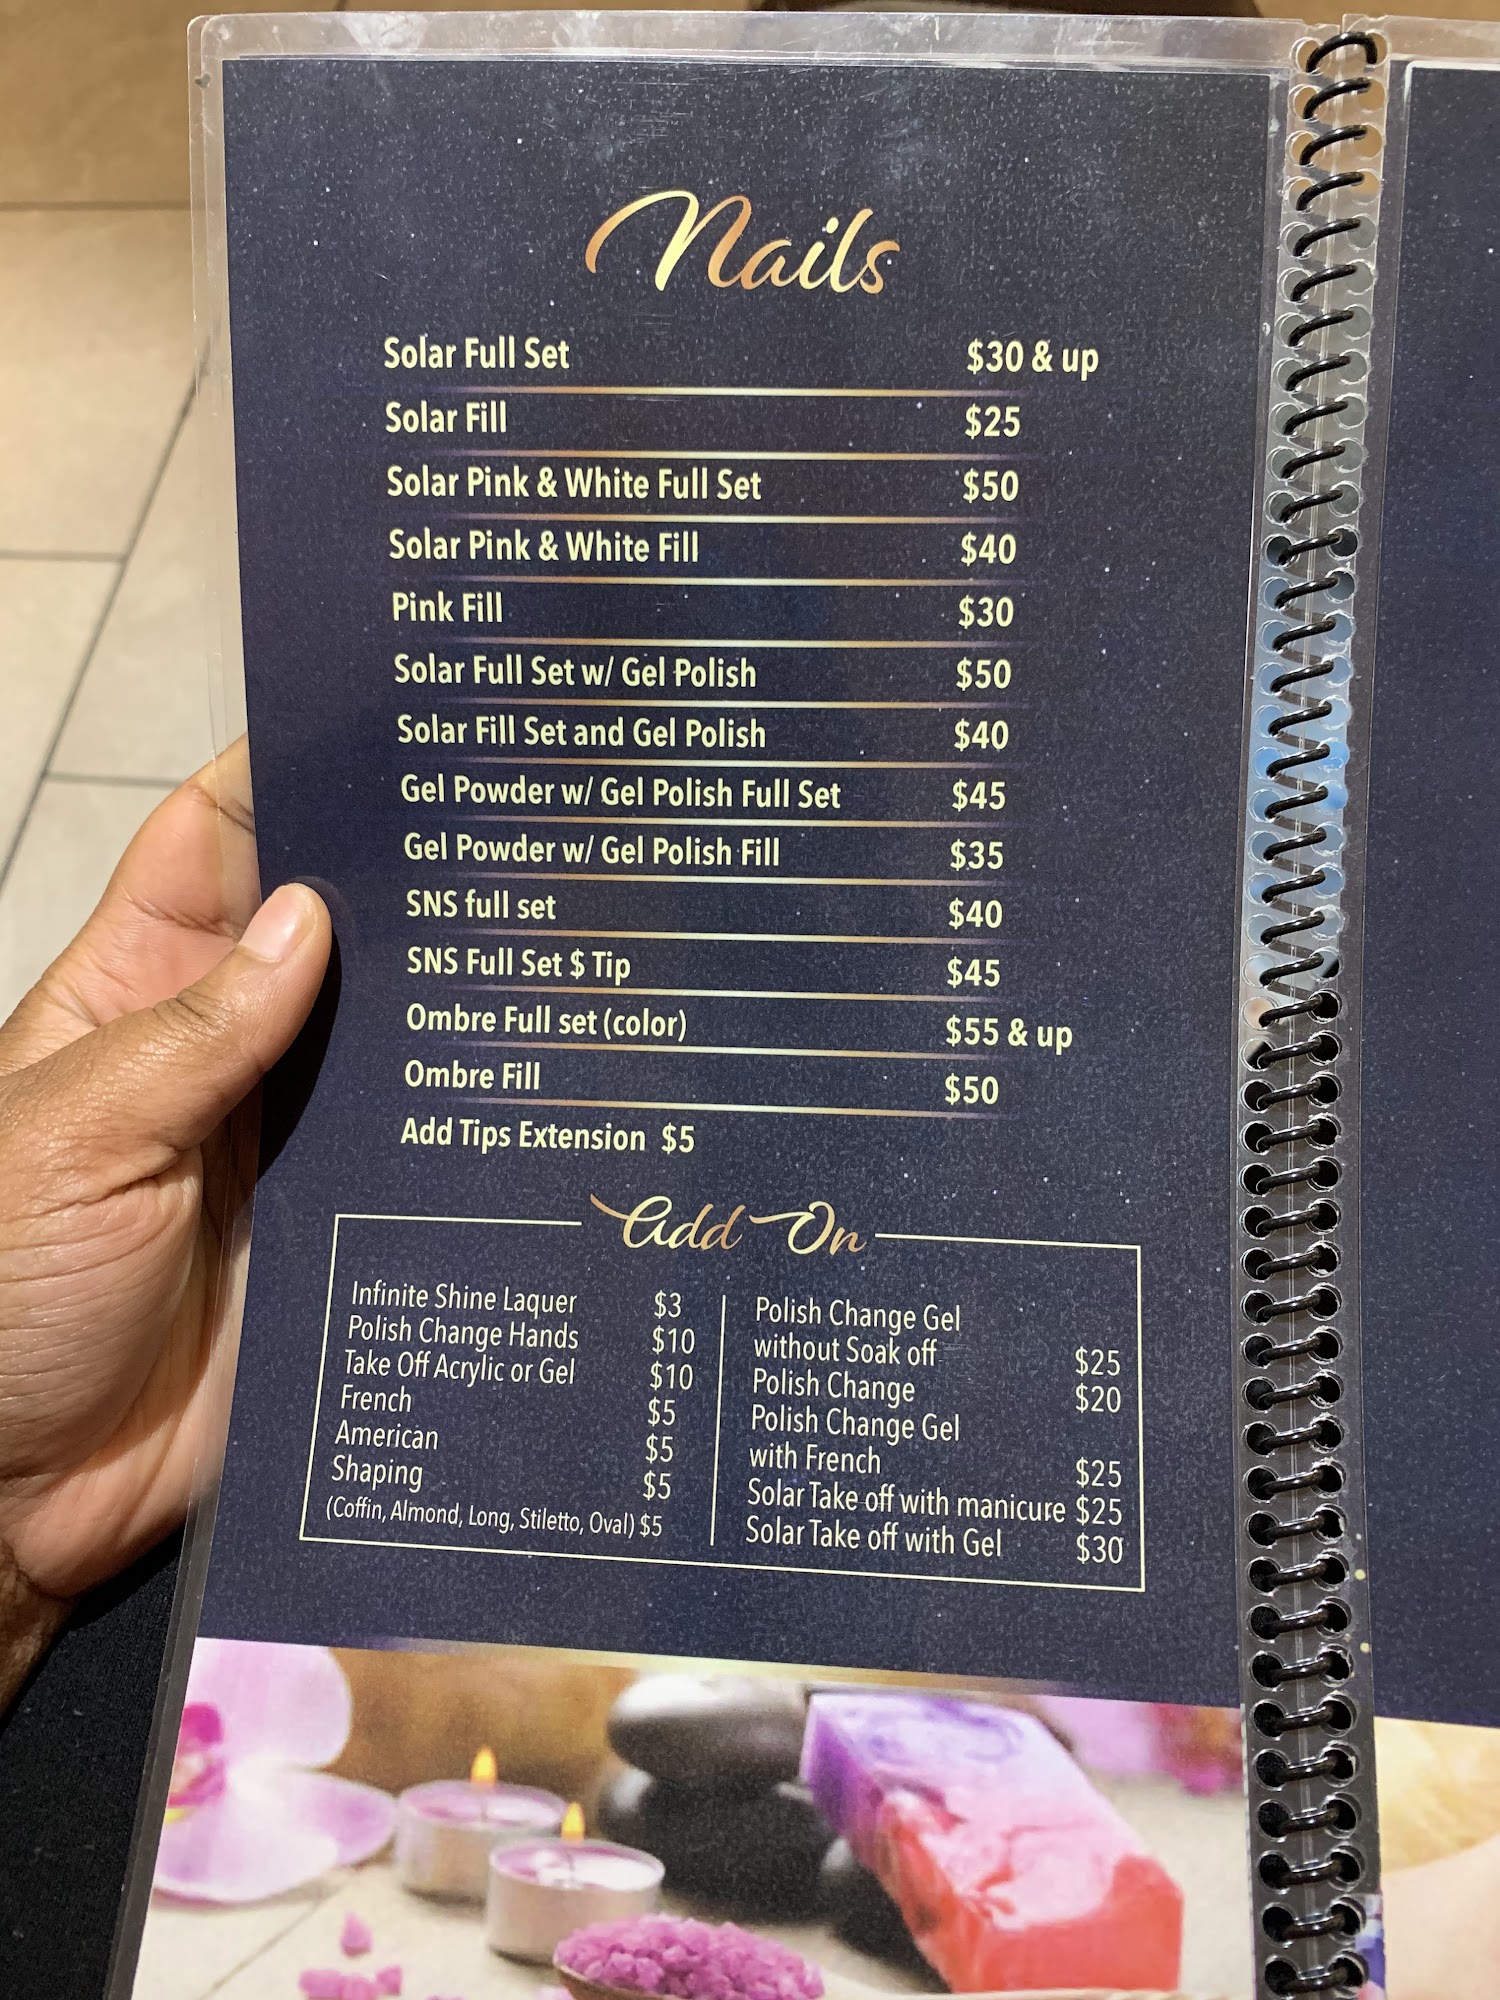 Nails
Solar Full Set $30 & up
Solar Fill $25
Solar Pink & White Full Set $50
Solar Pink & White Fill $40
Pink Fill $30
Solar Full Set w/ Gel Polish $50
Solar Fill Set and Gel Polish $40
Gel Powder w/ Gel Polish Full Set $45
Gel Powder w/ Gel Polish Fill $35
SNS full set $40
SNS Full Set $ Tip $45
Ombre Full set (color) $55 & up
Ombre Fill $50
Add Tips Extension $5
Add On
Infinite Shine Laquer $3
Polish Change Hands $10
Take Off Acrylic or Gel $10
French $5
American $5
Shaping $5
(Coffin, Almond, Long, Stiletto, Oval) $5
Polish Change Gel
without Soak off $25
Polish Change $20
Polish Change Gel
with French $25
Solar Take off with manicure $25
Solar Take off with Gel $30